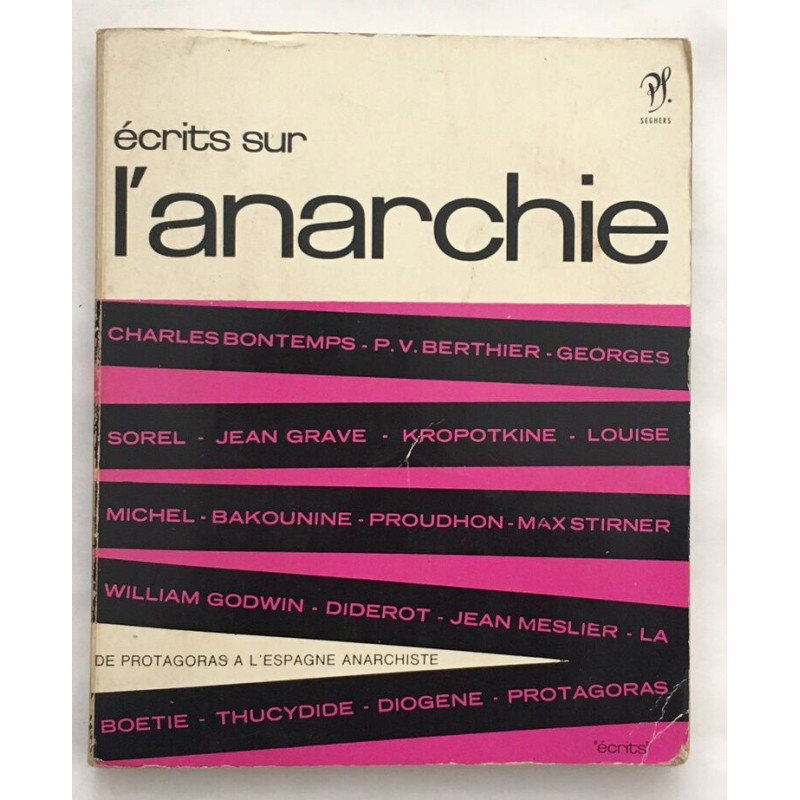 PS.
SEGHERS
écrits sur
l'anarchie
CHARLES BONTEMPS - P.V. BERTHIER - GEORGES
SOREL - JEAN GRAVE - KROPOTKINE - LOUISE
MICHEL - BAKOUNINE - PROUDHON - MAX STIRNER
WILLIAM GODWIN - DIDEROT - JEAN MESLIER - LA
DE PROTAGORAS A L'ESPAGNE ANARCHISTE
BOETIE - THUCYDIDE - DIOGENE - PROTAGORAS
"écrits"